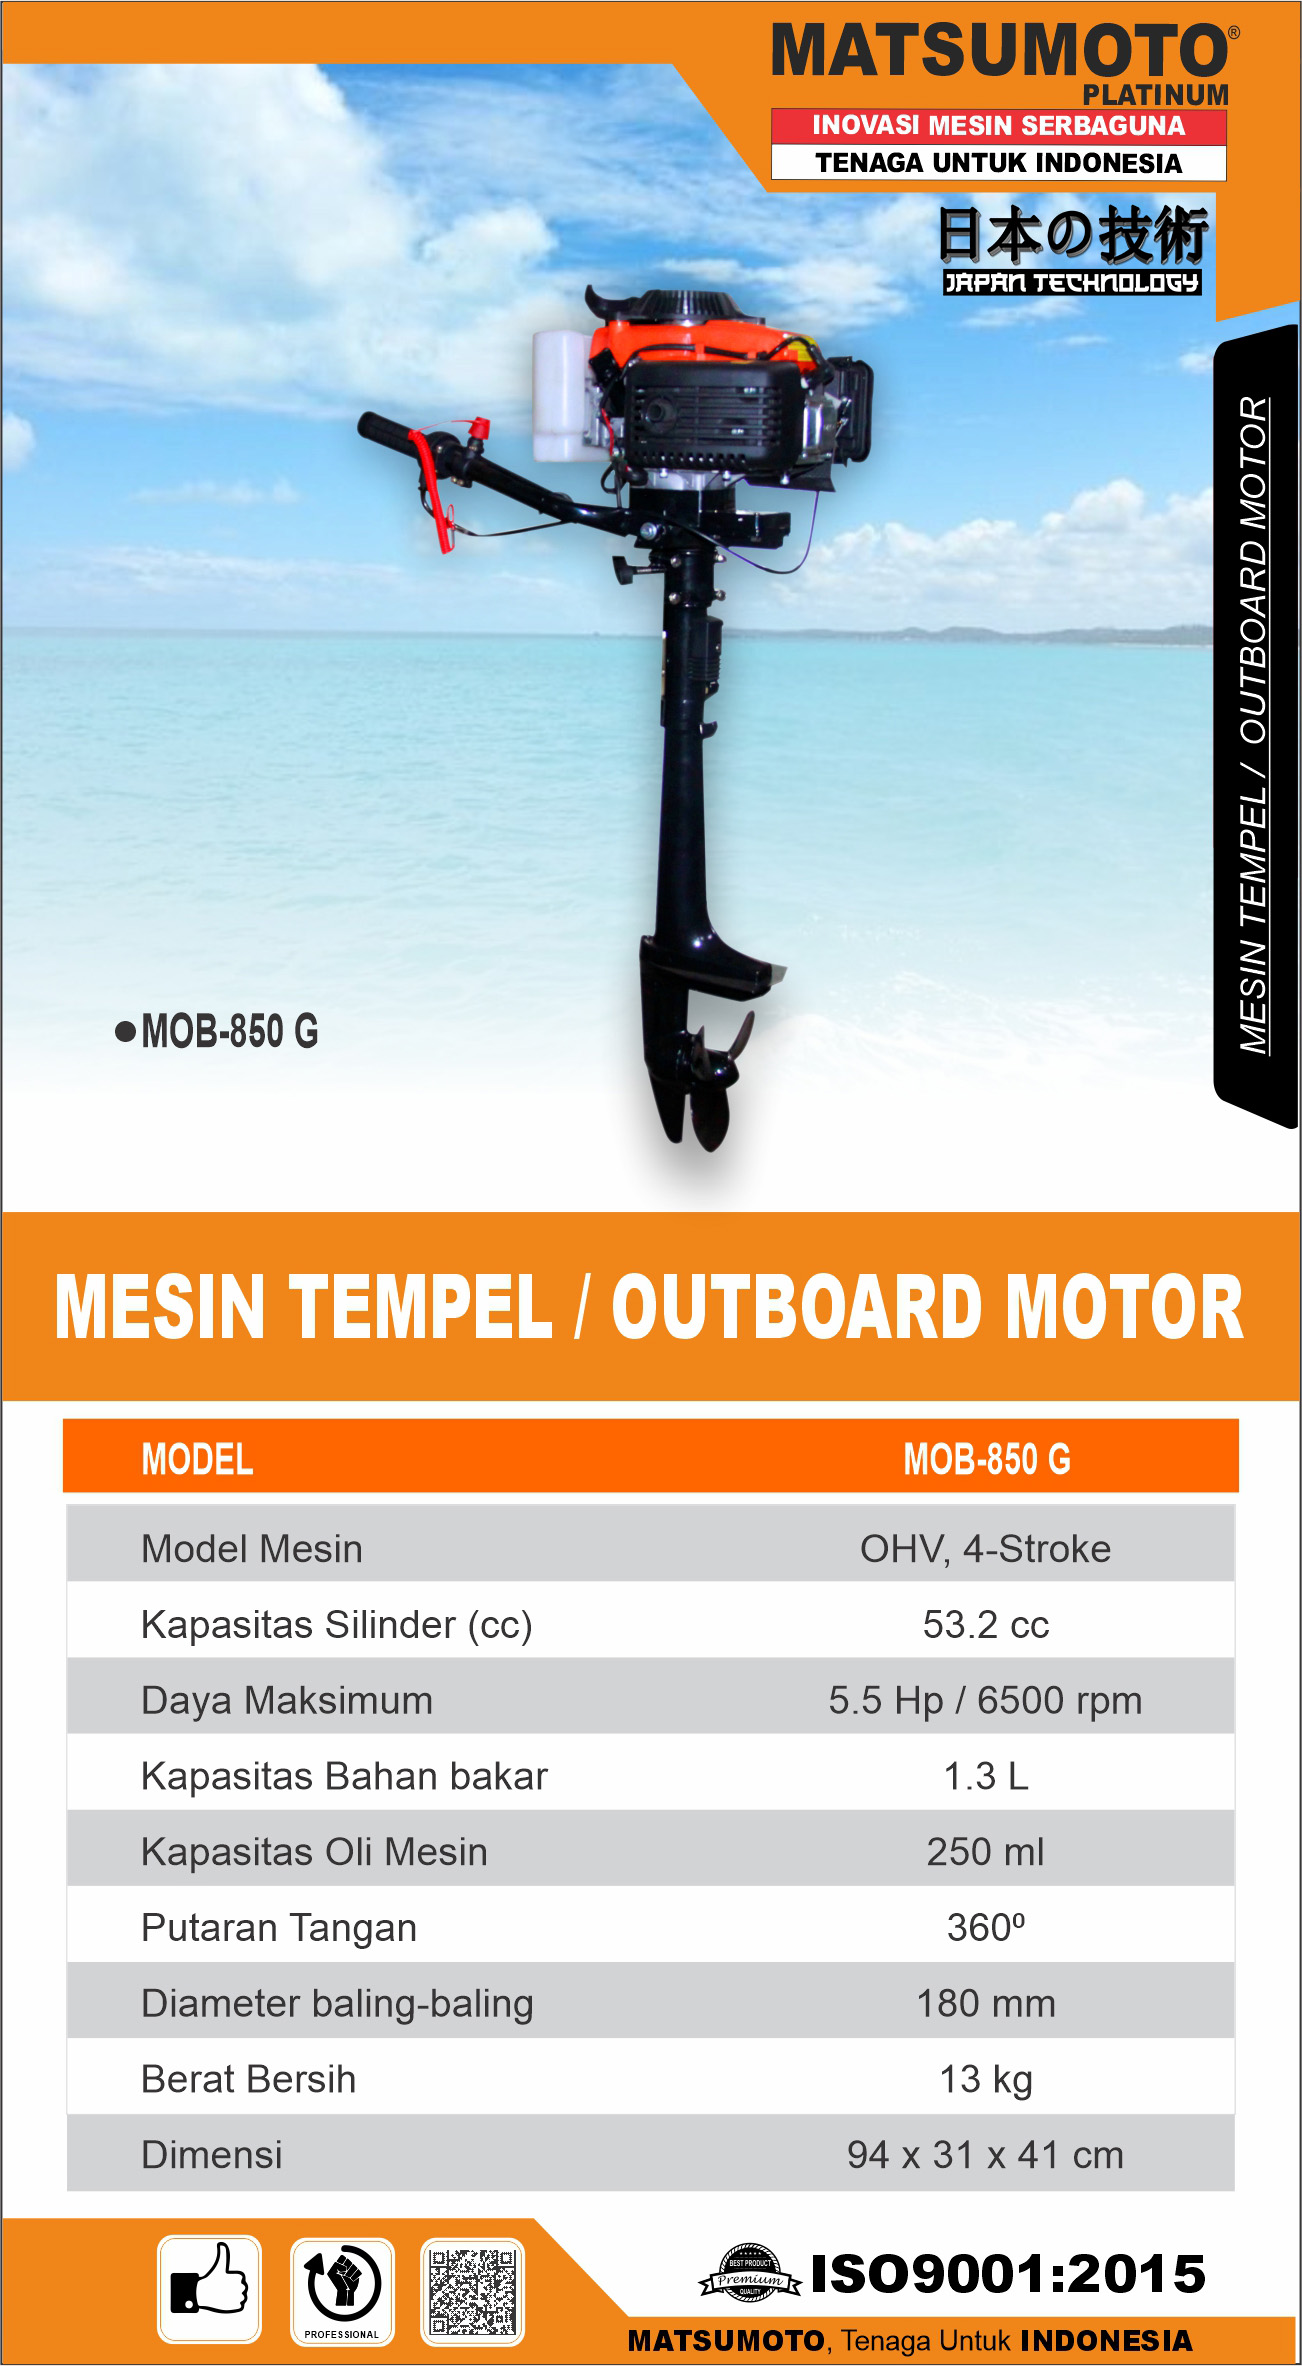 MATSUMOTO®
PLATINUM
INOVASI MESIN SERBAGUNA
TENAGA UNTUK INDONESIA
日本の技術
JAPAN TECHNOLOGY
MESIN TEMPEL / OUTBOARD MOTOR
●MOB-850 G
MESIN TEMPEL / OUTBOARD MOTOR
MODEL MOB-850 G
Model Mesin OHV, 4-Stroke
Kapasitas Silinder (cc) 53.2 cc
Daya Maksimum 5.5 Hp / 6500 rpm
Kapasitas Bahan bakar 1.3 L
Kapasitas Oli Mesin 250 ml
Putaran Tangan 360º
Diameter baling-baling 180 mm
Berat Bersih 13 kg
Dimensi 94 x 31 x 41 cm
PROFESSIONAL
BEST PRODUCT
Premium
QUALITY
ISO9001:2015
MATSUMOTO, Tenaga Untuk INDONESIA